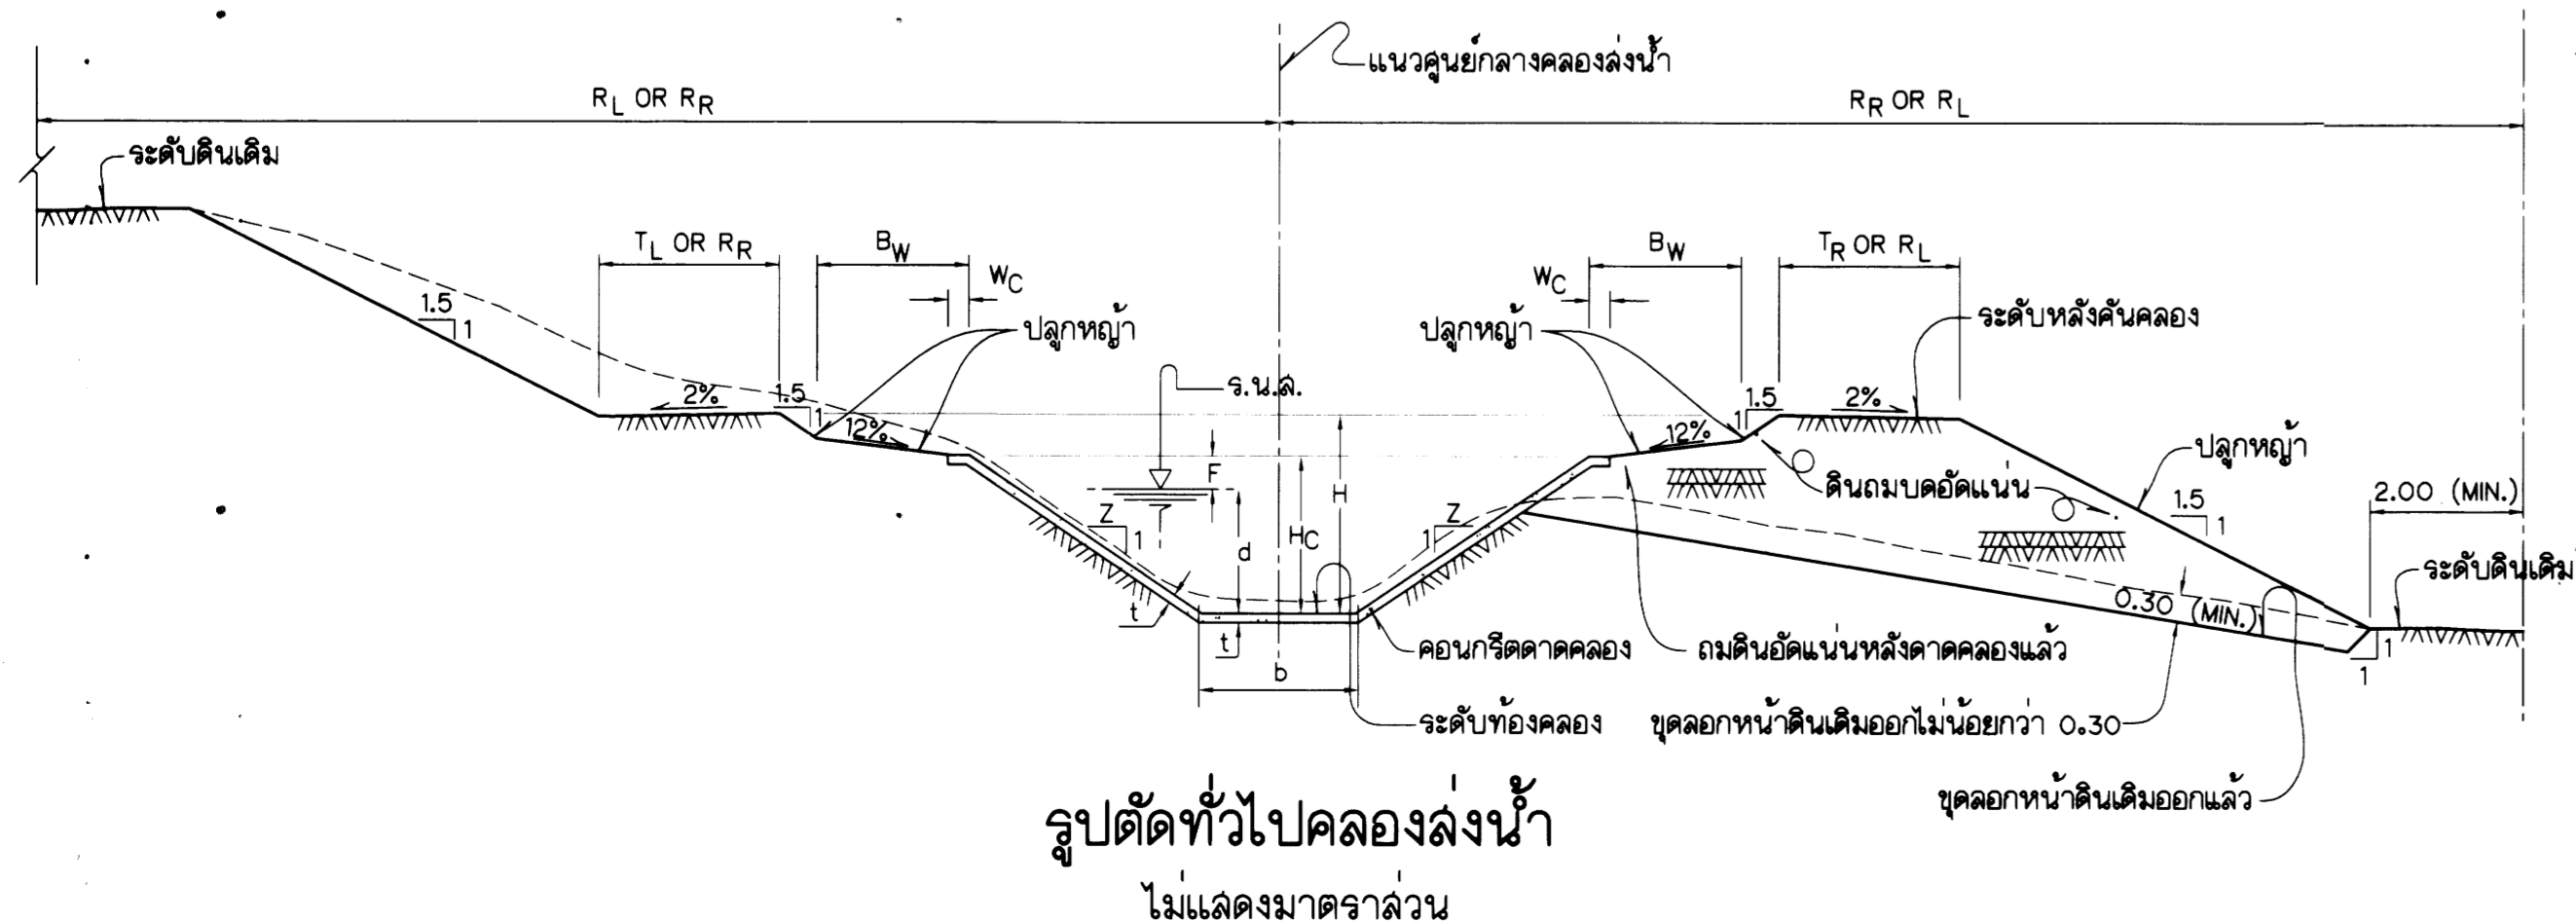 แนวศูนย์กลางคลองส่งน้ำ
RL OR RR
RR OR RL
ระดับดินเดิม
TL OR RR
BW
WC
BW
TR OR RL
WC
1.5
1
ปลูกหญ้า
ปลูกหญ้า
ระดับหลังคันคลอง
ร.น.ส.
2%
1.5
1
12%
1.5
1
2%
12%
ปลูกหญ้า
F
H
ดินถมบดอัดแน่น
2.00 (MIN.)
1.5
1
Z
1
d
HC
Z
1
ระดับดินเดิม
0.30 (MIN.)
t
t
คอนกรีตดาดคลอง
ถมดินอัดแน่นหลังดาดคลองแล้ว
1
1
b
ระดับท้องคลอง
ขุดลอกหน้าดินเดิมออกไม่น้อยกว่า 0.30
ขุดลอกหน้าดินเดิมออกแล้ว
รูปตัดทั่วไปคลองส่งน้ำ
ไม่แสดงมาตราส่วน